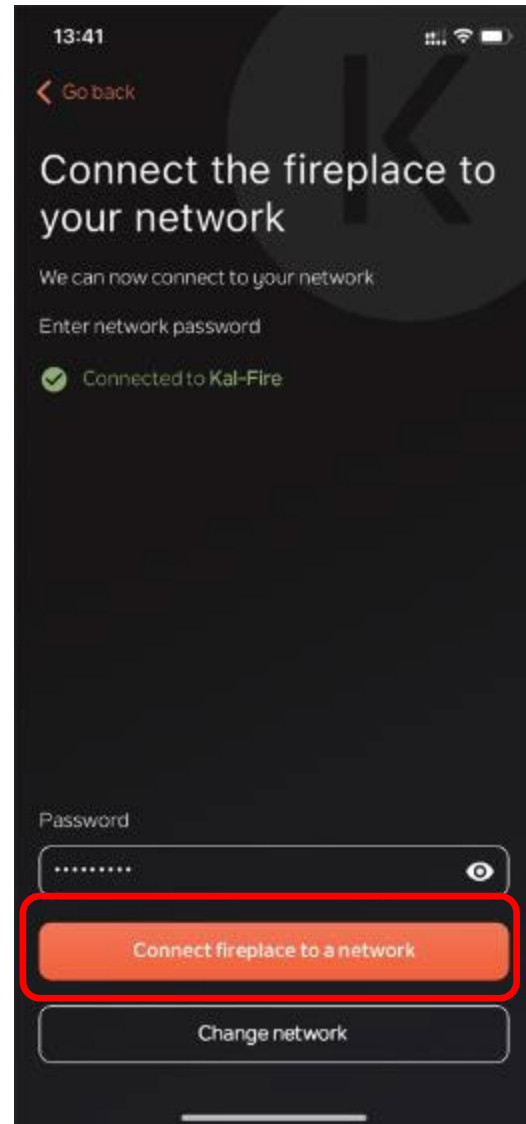 13:41
Go back
K
Connect the fireplace to
your network
We can now connect to your network
Enter network password
Connected to Kal-Fire
Password
•••••••••
Connect fireplace to a network
Change network